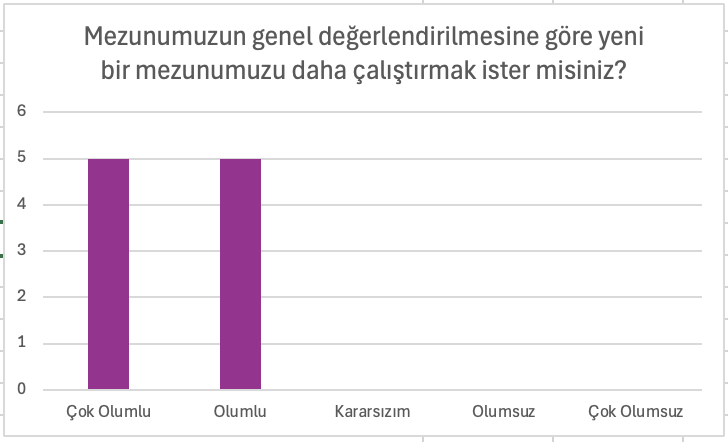 Mezunumuzun genel değerlendirilmesine göre yeni
bir mezunumuzu daha çalıştırmak ister misiniz?
6
5
4
3
2
1
0
Çok Olumlu
Olumlu
Kararsızım
Olumsuz
Çok Olumsuz